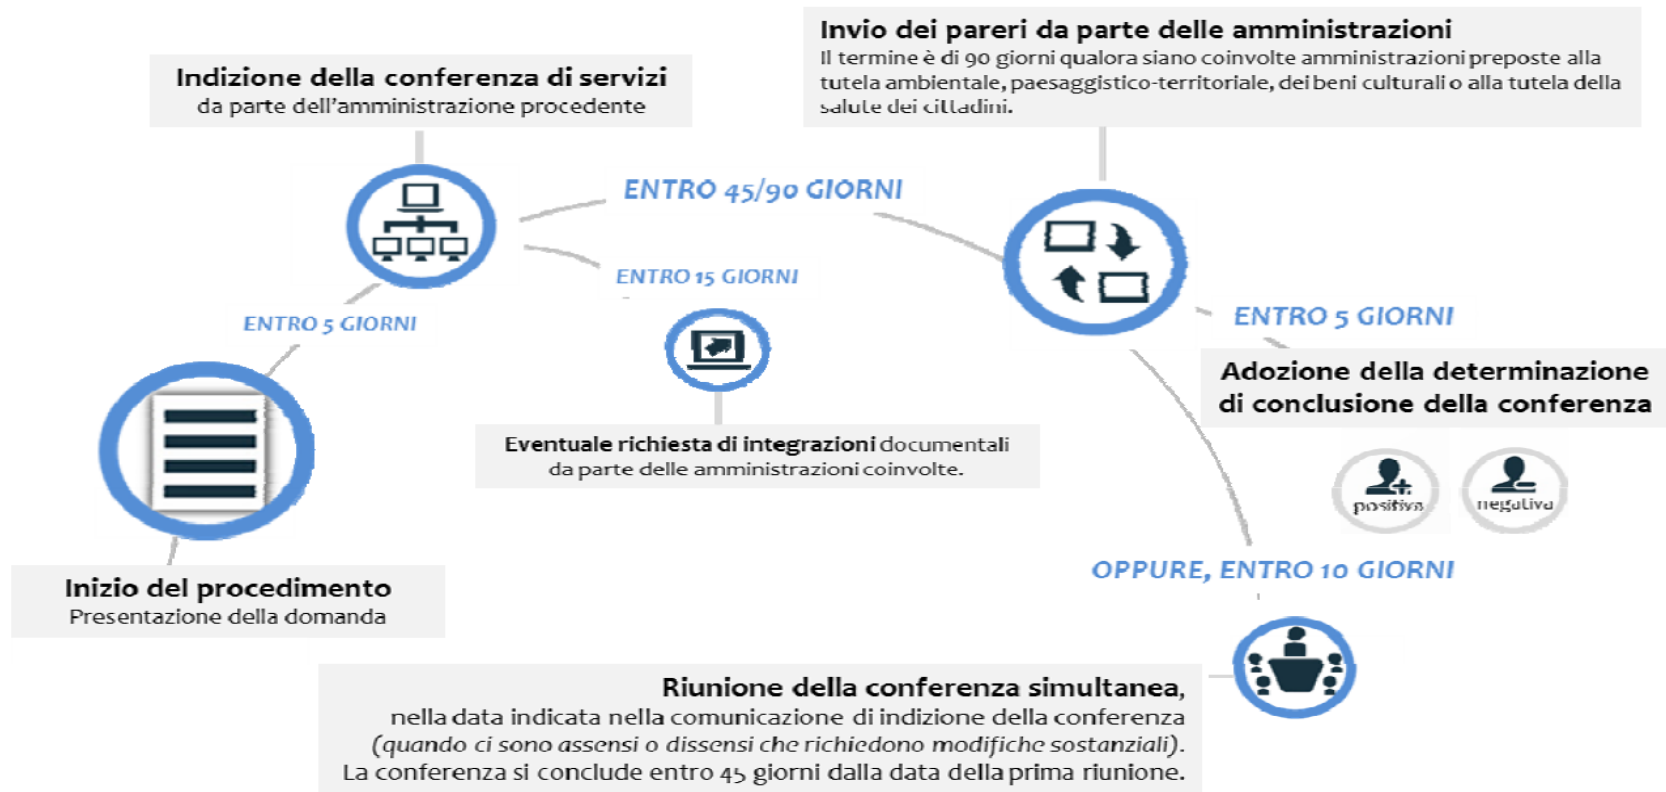 Inizio del procedimento
Presentazione della domanda
ENTRO 5 GIORNI
Indizione della conferenza di servizi
da parte dell'amministrazione procedente
ENTRO 15 GIORNI
Eventuale richiesta di integrazioni documentali
da parte delle amministrazioni coinvolte.
ENTRO 45/90 GIORNI
Invio dei pareri da parte delle amministrazioni
Il termine è di 90 giorni qualora siano coinvolte amministrazioni preposte alla
tutela ambientale, paesaggistico-territoriale, dei beni culturali o alla tutela della
salute dei cittadini.
ENTRO 5 GIORNI
Adozione della determinazione
di conclusione della conferenza
positiva
negativa
OPPURE, ENTRO 10 GIORNI
Riunione della conferenza simultanea,
nella data indicata nella comunicazione di indizione della conferenza
(quando ci sono assensi o dissensi che richiedono modifiche sostanziali).
La conferenza si conclude entro 45 giorni dalla data della prima riunione.